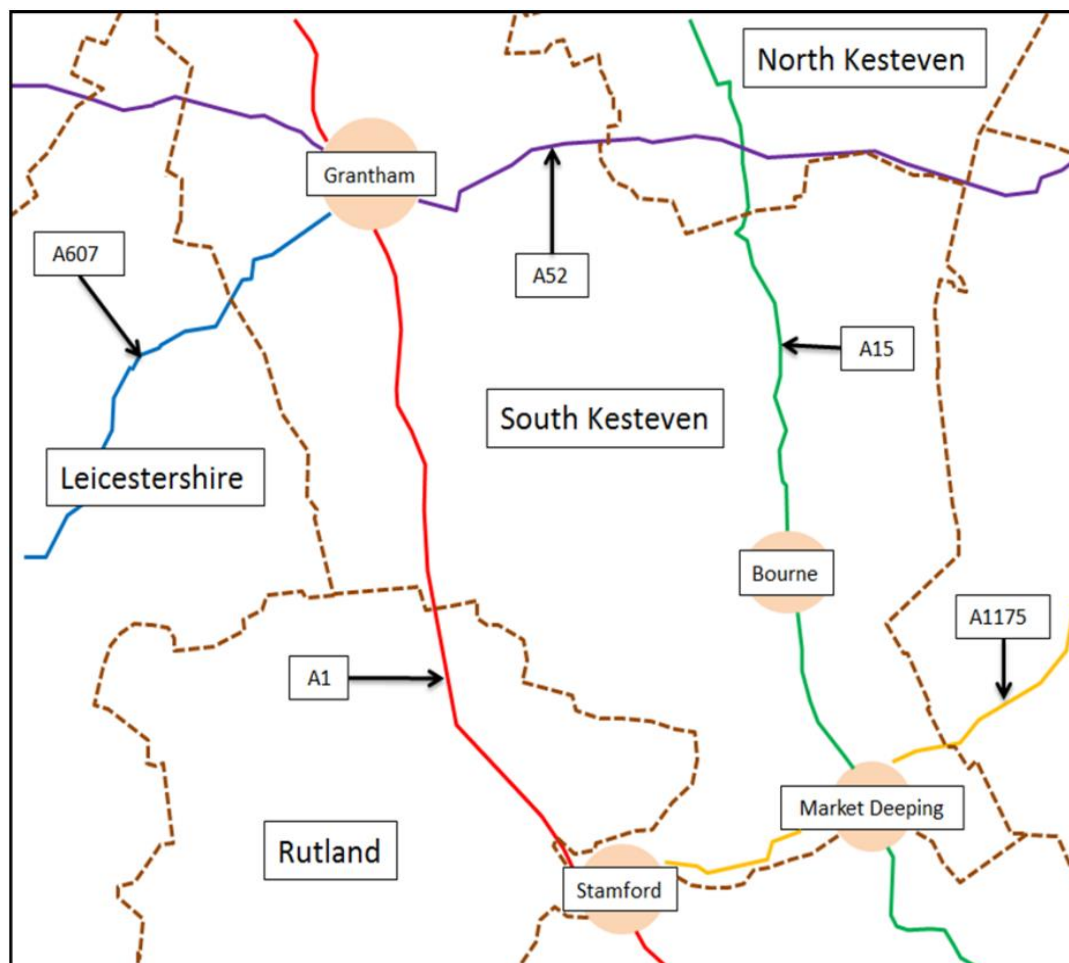 North Kesteven
Grantham
A607
A52
A15
South Kesteven
Leicestershire
Bourne
A1175
A1
Market Deeping
Rutland
Stamford